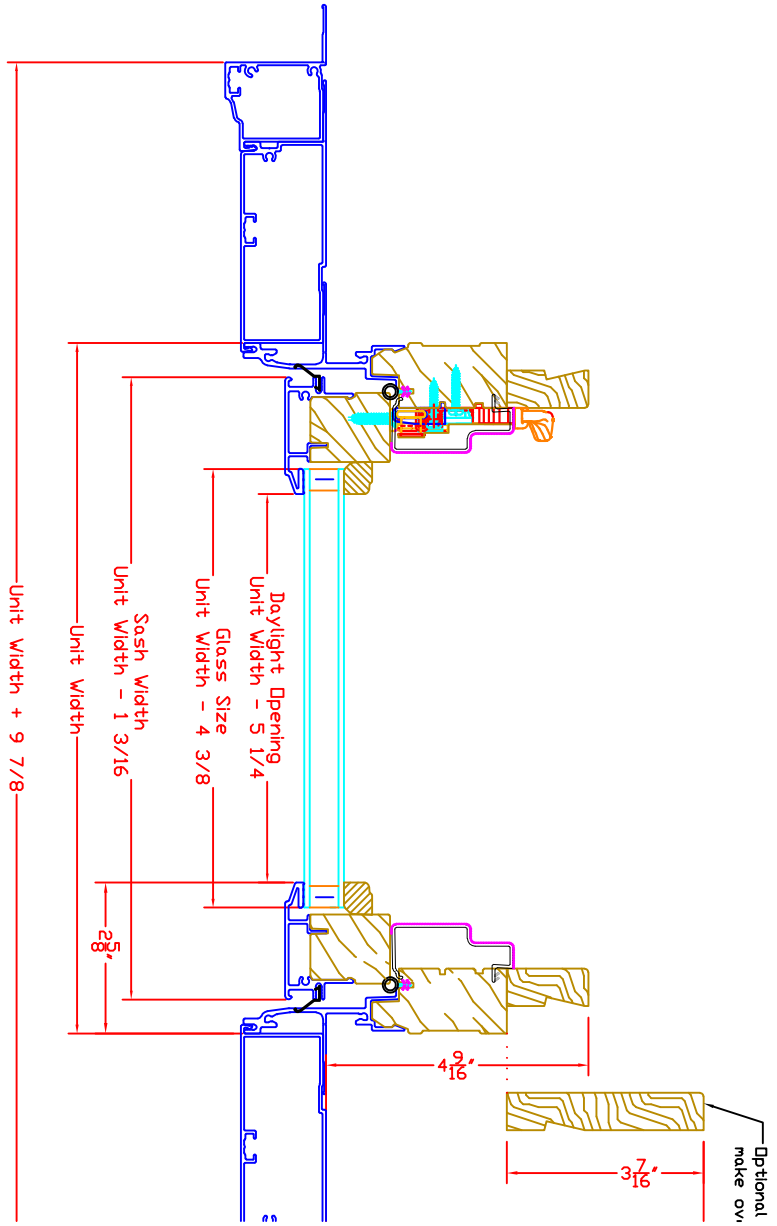 Optional
make ov
4 9/16"
3 7/16"
Daylight Opening
Unit Width - 5 1/4
Glass Size
Unit Width - 4 3/8
Sash Width
Unit Width - 1 3/16
Unit Width
2 5/8"
Unit Width + 9 7/8